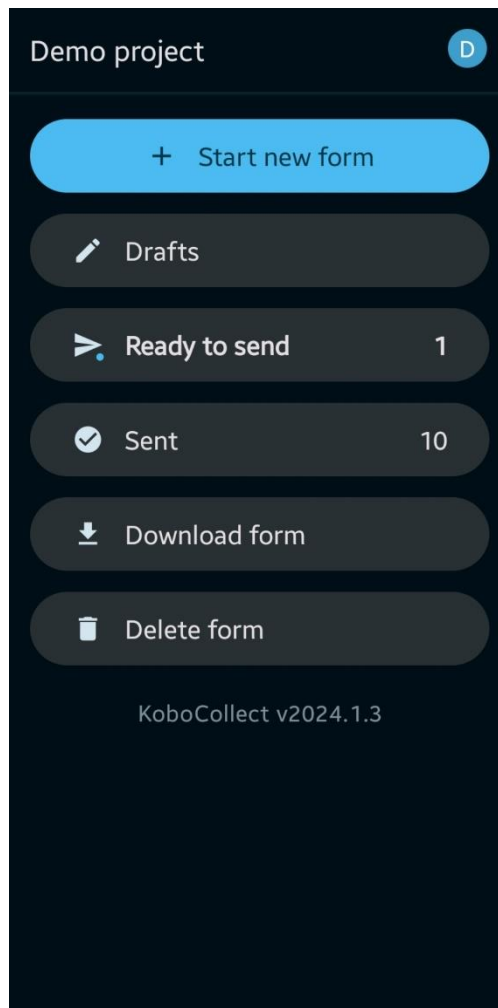 Demo project
D
+ Start new form
Drafts
Ready to send 1
Sent 10
Download form
Delete form
KoboCollect v2024.1.3